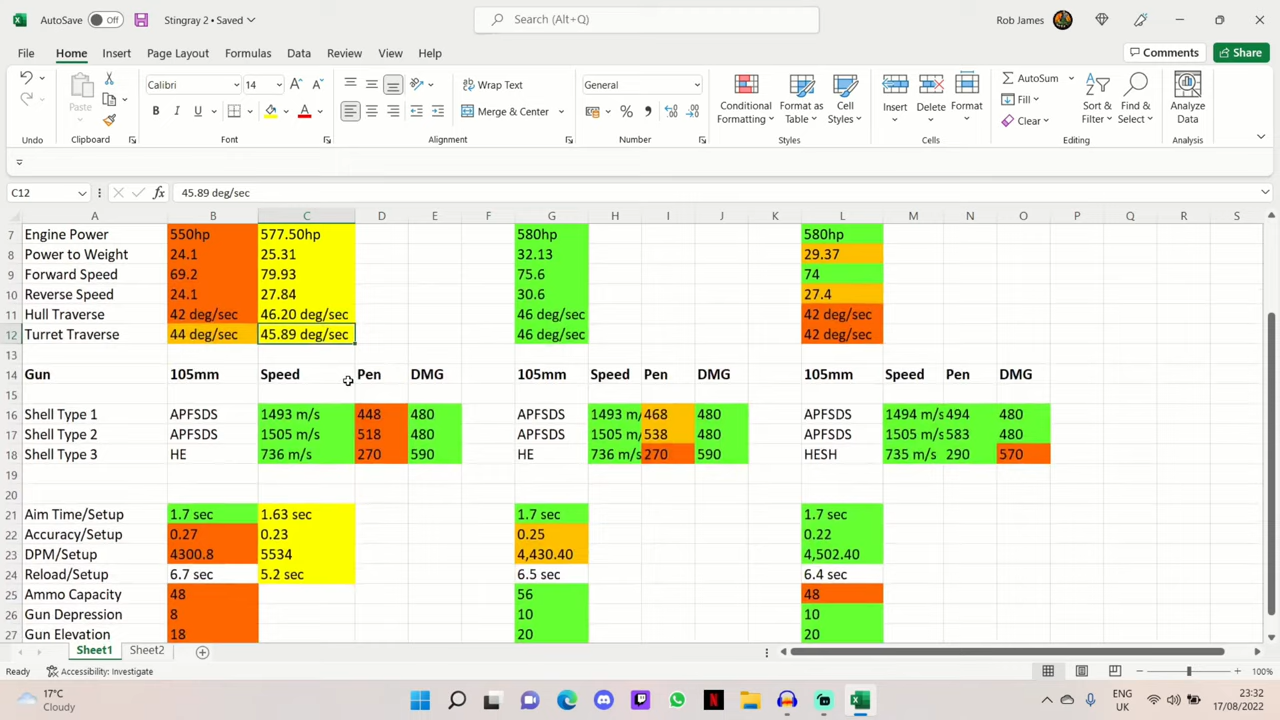 AutoSave Off Stingray 2 • Saved Search (Alt+Q) Rob James
File Home Insert Page Layout Formulas Data Review View Help Comments Share
Paste Calibri 14 Wrap Text General Conditional Formatting Format as Table Cell Styles Insert Delete Format AutoSum Sort & Filter Find & Select Analyze Data
B I U Merge & Center % Fill
Clear
Undo Clipboard Font Alignment Number Styles Cells Editing Analysis
C12 fx 45.89 deg/sec
A B C D E F G H I J K L M N O P Q R S
7 Engine Power 550hp 577.50hp 580hp 580hp
8 Power to Weight 24.1 25.31 32.13 29.37
9 Forward Speed 69.2 79.93 75.6 74
10 Reverse Speed 24.1 27.84 30.6 27.4
11 Hull Traverse 42 deg/sec 46.20 deg/sec 46 deg/sec 42 deg/sec
12 Turret Traverse 44 deg/sec 45.89 deg/sec 46 deg/sec 42 deg/sec
13
14 Gun 105mm Speed Pen DMG 105mm Speed Pen DMG 105mm Speed Pen DMG
15
16 Shell Type 1 APFSDS 1493 m/s 448 480 APFSDS 1493 m/ 468 480 APFSDS 1494 m/s 494 480
17 Shell Type 2 APFSDS 1505 m/s 518 480 APFSDS 1505 m/ 538 480 APFSDS 1505 m/s 583 480
18 Shell Type 3 HE 736 m/s 270 590 HE 736 m/s 270 590 HESH 735 m/s 290 570
19
20
21 Aim Time/Setup 1.7 sec 1.63 sec 1.7 sec 1.7 sec
22 Accuracy/Setup 0.27 0.23 0.25 0.22
23 DPM/Setup 4300.8 5534 4,430.40 4,502.40
24 Reload/Setup 6.7 sec 5.2 sec 6.5 sec 6.4 sec
25 Ammo Capacity 48 56 48
26 Gun Depression 8 10 10
27 Gun Elevation 18 20 20
Sheet1 Sheet2
Ready Accessibility: Investigate 100%
17°C
Cloudy
ENG
UK
23:32
17/08/2022